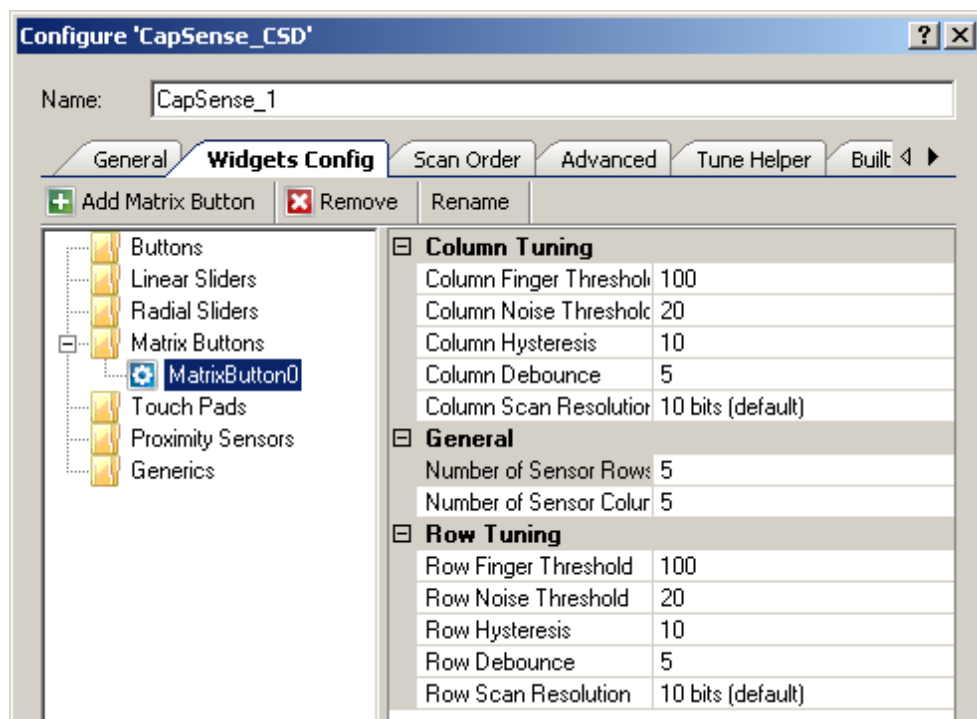 Configure 'CapSense_CSD'
Name: CapSense_1
General Widgets Config Scan Order Advanced Tune Helper Built
Add Matrix Button Remove Rename
Buttons
Linear Sliders
Radial Sliders
Matrix Buttons
MatrixButton0
Touch Pads
Proximity Sensors
Generics
Column Tuning
Column Finger Threshol 100
Column Noise Threshold 20
Column Hysteresis 10
Column Debounce 5
Column Scan Resolution 10 bits (default)
General
Number of Sensor Rows 5
Number of Sensor Colur 5
Row Tuning
Row Finger Threshold 100
Row Noise Threshold 20
Row Hysteresis 10
Row Debounce 5
Row Scan Resolution 10 bits (default)